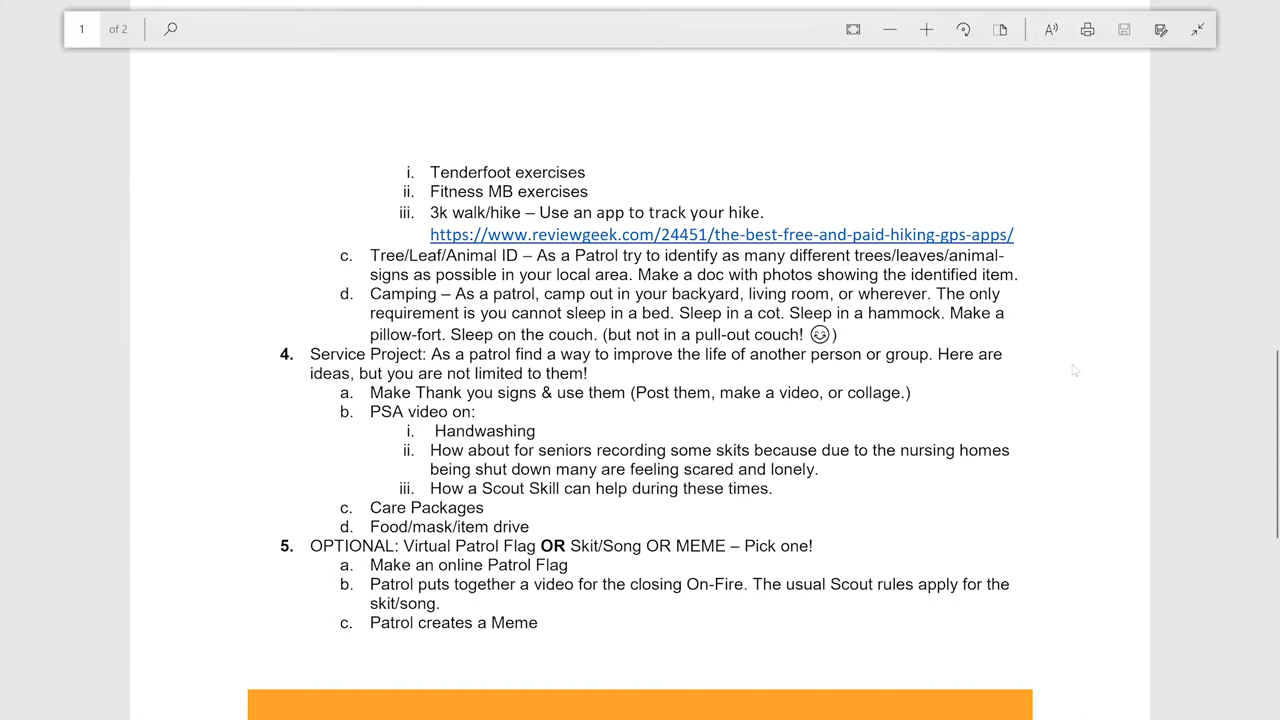 1 of 2
i. Tenderfoot exercises
ii. Fitness MB exercises
iii. 3k walk/hike – Use an app to track your hike.
https://www.reviewgeek.com/24451/the-best-free-and-paid-hiking-gps-apps/
c. Tree/Leaf/Animal ID – As a Patrol try to identify as many different trees/leaves/animal-
signs as possible in your local area. Make a doc with photos showing the identified item.
d. Camping – As a patrol, camp out in your backyard, living room, or wherever. The only
requirement is you cannot sleep in a bed. Sleep in a cot. Sleep in a hammock. Make a
pillow-fort. Sleep on the couch. (but not in a pull-out couch! 😊)
4. Service Project: As a patrol find a way to improve the life of another person or group. Here are
ideas, but you are not limited to them!
a. Make Thank you signs & use them (Post them, make a video, or collage.)
b. PSA video on:
i. Handwashing
ii. How about for seniors recording some skits because due to the nursing homes
being shut down many are feeling scared and lonely.
iii. How a Scout Skill can help during these times.
c. Care Packages
d. Food/mask/item drive
5. OPTIONAL: Virtual Patrol Flag OR Skit/Song OR MEME – Pick one!
a. Make an online Patrol Flag
b. Patrol puts together a video for the closing On-Fire. The usual Scout rules apply for the
skit/song.
c. Patrol creates a Meme